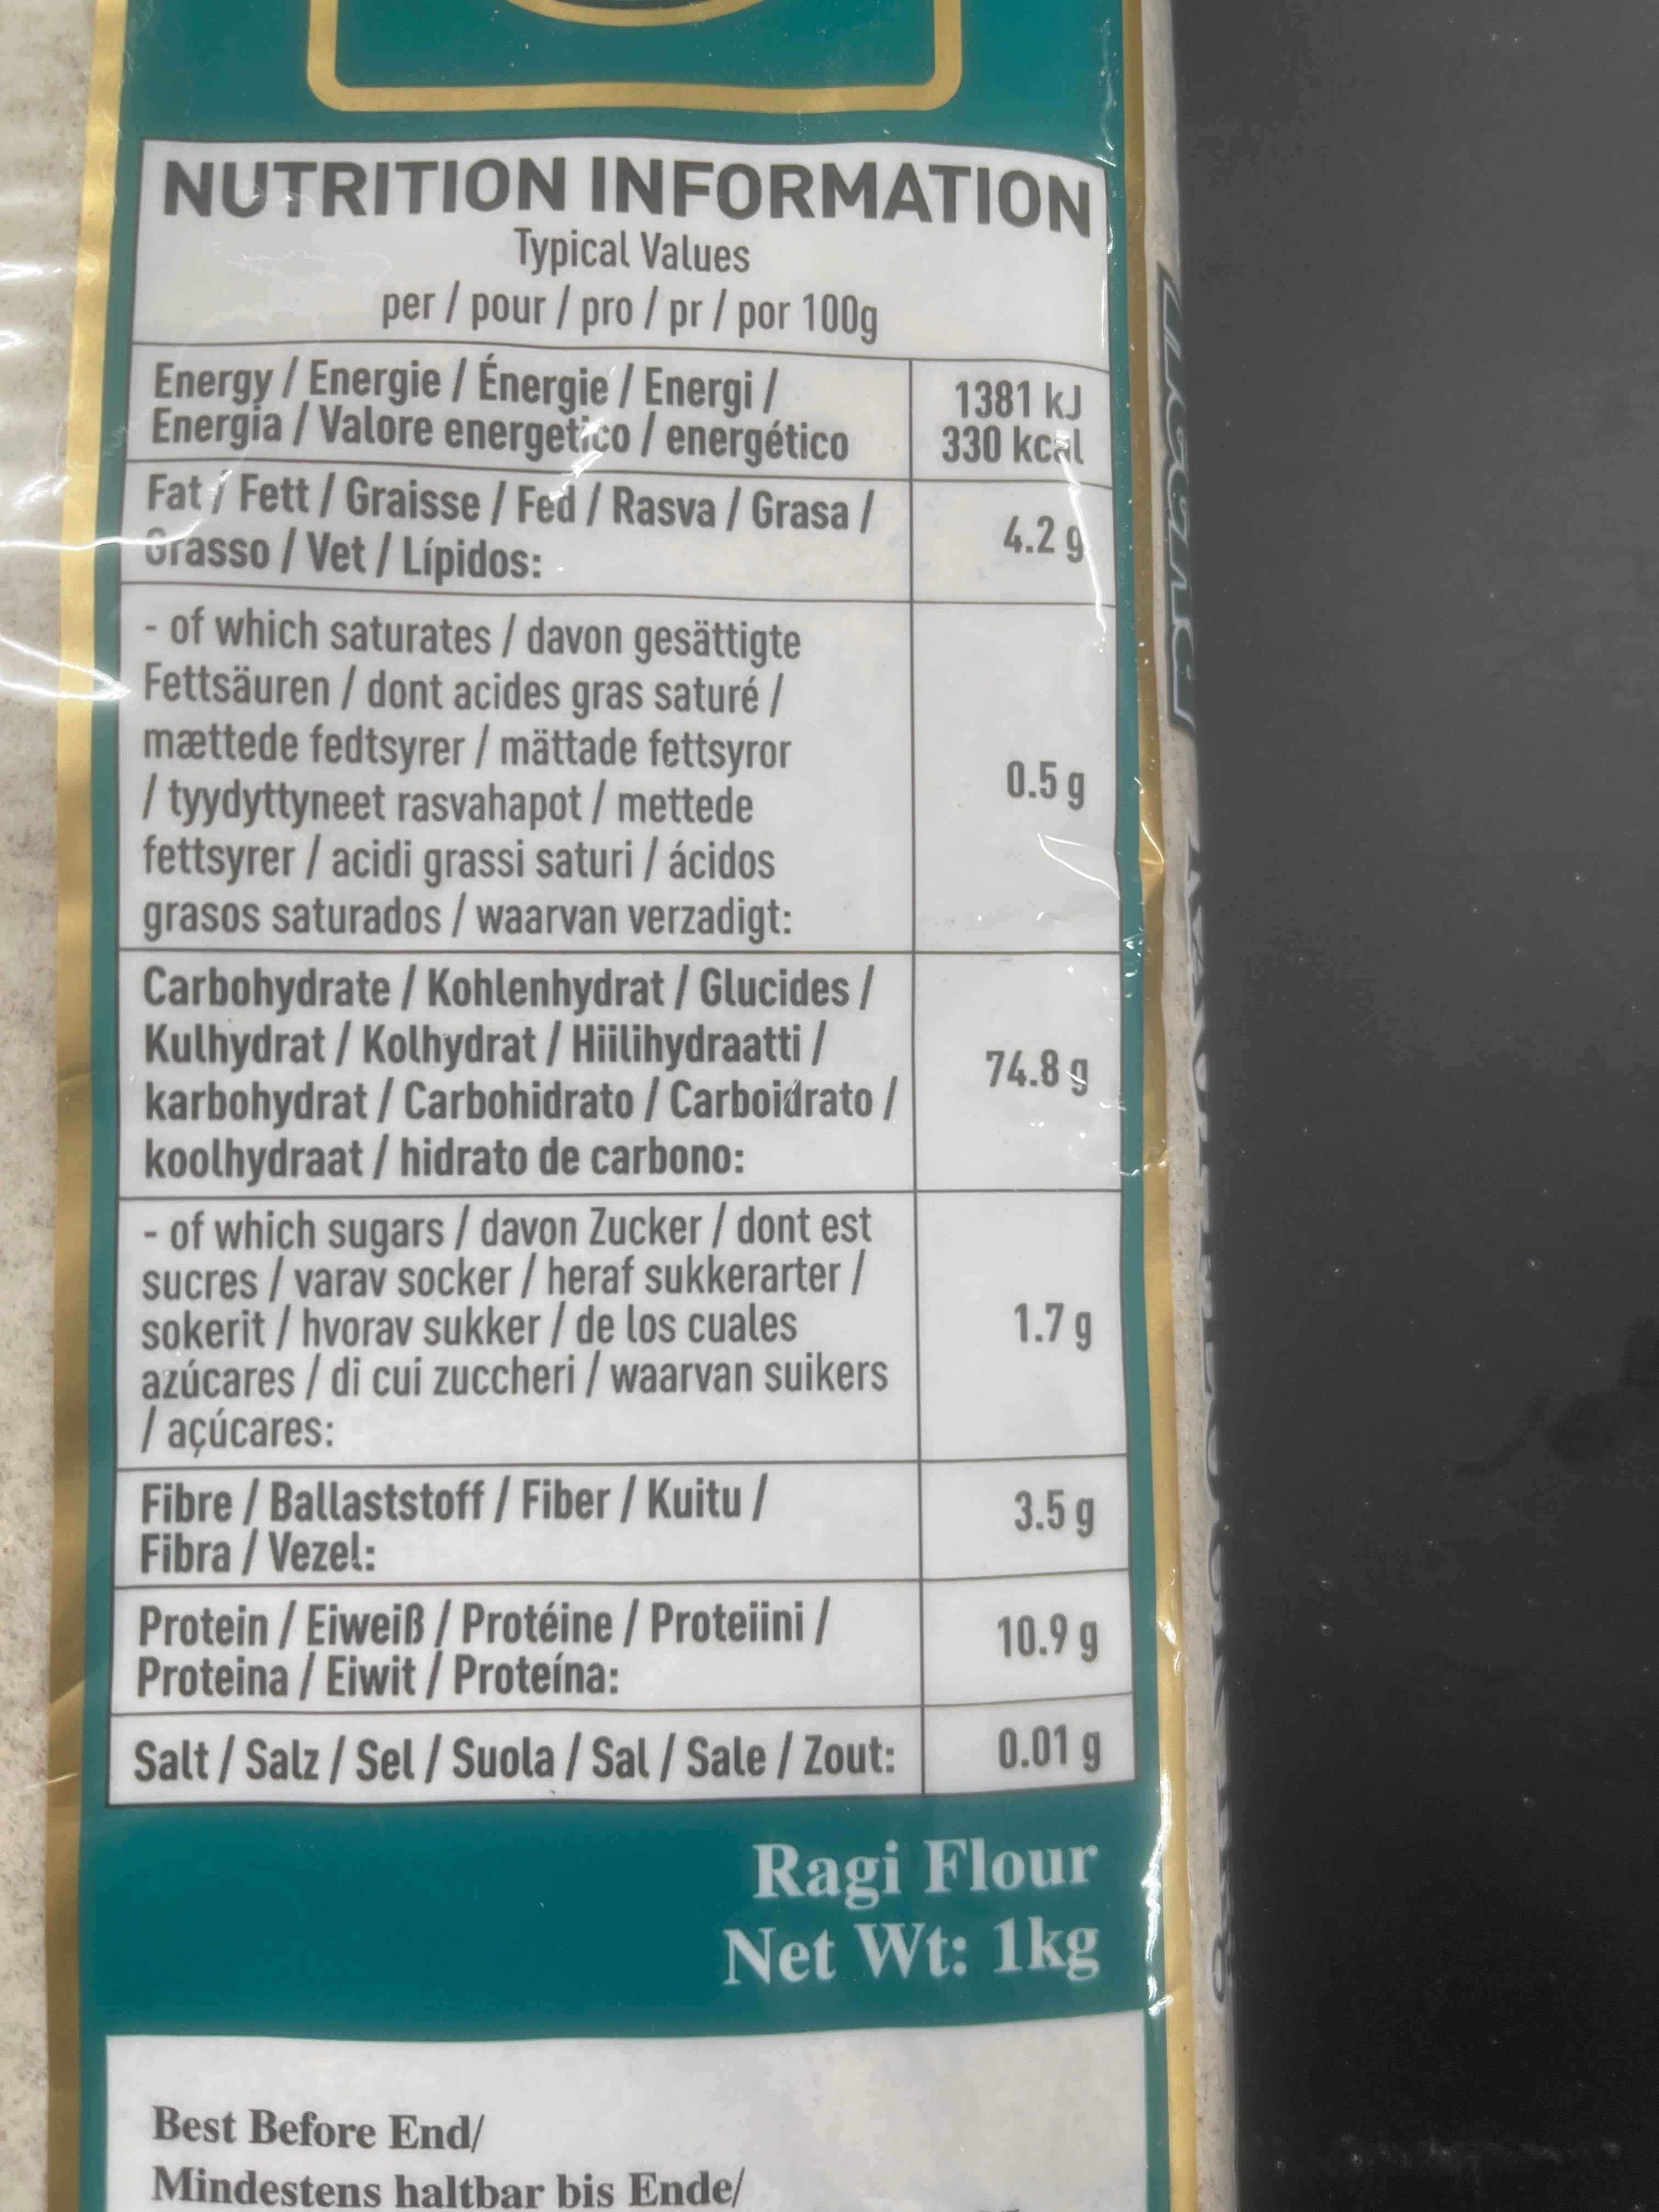 NUTRITION INFORMATION
Typical Values
per / pour / pro / pr / por 100g
Energy / Energie / Énergie / Energi /
Energía / Valore energetico / energético
1381 kJ
330 kcal
Fat / Fett / Graisse / Fed / Rasva / Grasa /
Grasso / Vet / Lípidos:
4.2 g
- of which saturates / davon gesättigte
Fettsäuren / dont acides gras saturé /
mættede fedtsyrer / mättade fettsyror
/ tyydyttyneet rasvahapot / mettede
fettsyrer / acidi grassi saturi / ácidos
grasos saturados / waarvan verzadigt:
0.5 g
Carbohydrate / Kohlenhydrat / Glucides /
Kulhydrat / Kolhydrat / Hiilihydraatti /
karbohydrat / Carbohidrato / Carboidrato /
koolhydraat / hidrato de carbono:
74.8 g
- of which sugars / davon Zucker / dont est
sucres / varav socker / heraf sukkerarter /
sokerit / hvorav sukker / de los cuales
azúcares / di cui zuccheri / waarvan suikers
/ açúcares:
1.7 g
Fibre / Ballaststoff / Fiber / Kuitu /
Fibra / Vezel:
3.5 g
Protein / Eiweiß / Protéine / Proteiini /
Proteina / Eiwit / Proteína:
10.9 g
Salt / Salz / Sel / Suola / Sal / Sale / Zout:
0.01 g
Ragi Flour
Net Wt: 1kg
Best Before End/
Mindestens haltbar bis Ende/